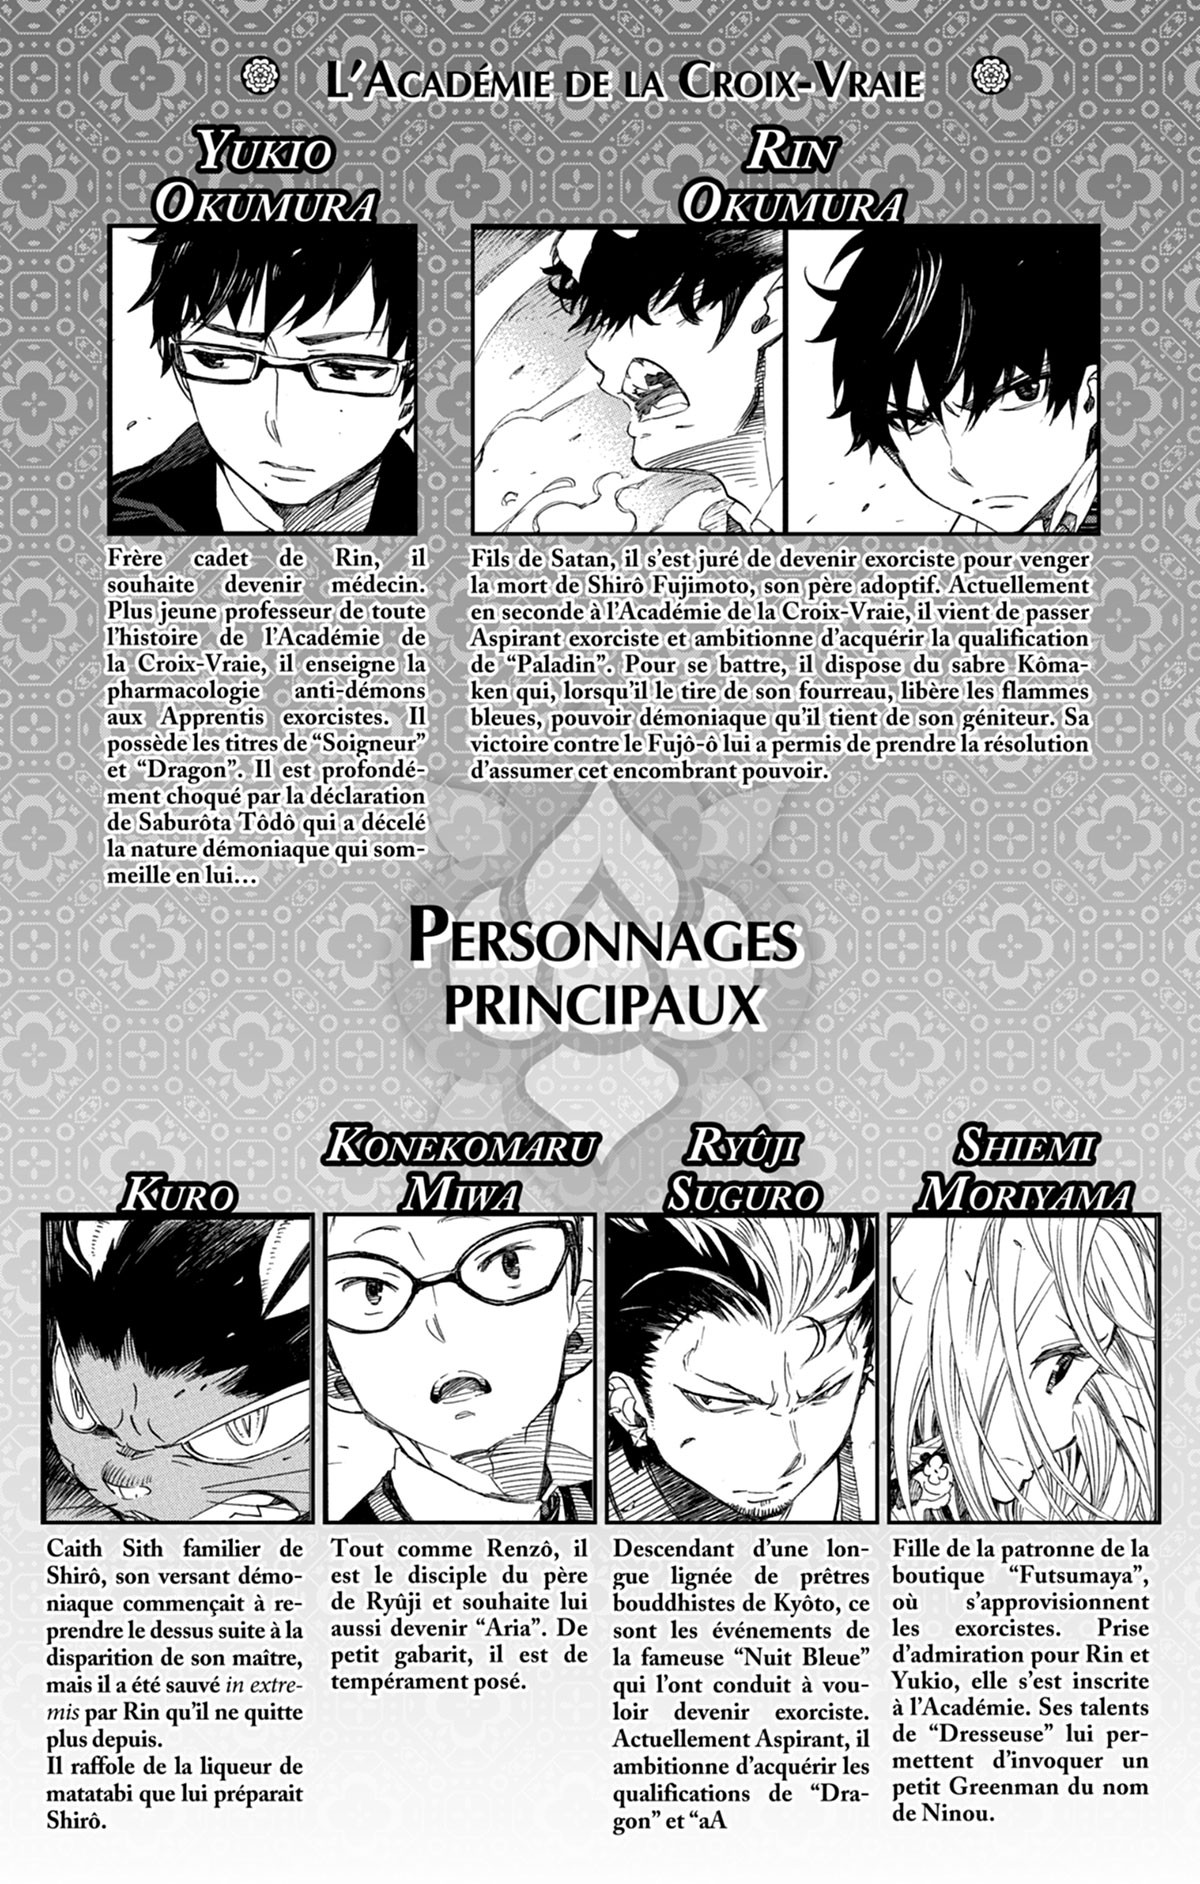 L'Académie de la Croix-Vraie
Yukio
Okumura
Frère cadet de Rin, il
souhaite devenir médecin.
Plus jeune professeur de toute
l'histoire de l'Académie de
la Croix-Vraie, il enseigne la
pharmacologie anti-démons
aux Apprentis exorcistes. Il
possède les titres de “Soigneur”
et “Dragon”. Il est profondé-
ment choqué par la déclaration
de Saburôta Tôdô qui a décelé
la nature démoniaque qui som-
meille en lui…
Rin
Okumura
Fils de Satan, il s'est juré de devenir exorciste pour venger
la mort de Shirô Fujimoto, son père adoptif. Actuellement
en seconde à l'Académie de la Croix-Vraie, il vient de passer
Aspirant exorciste et ambitionne d'acquérir la qualification
de “Paladin”. Pour se battre, il dispose du sabre Kôma-
ken qui, lorsqu'il le tire de son fourreau, libère les flammes
bleues, pouvoir démoniaque qu'il tient de son géniteur. Sa
victoire contre le Fujô-ô lui a permis de prendre la résolution
d'assumer cet encombrant pouvoir.
Personnages
principaux
Kuro
Caith Sith familier de
Shirô, son versant démo-
niaque commençait à re-
prendre le dessus suite à la
disparition de son maître,
mais il a été sauvé in extre-
mis par Rin qu'il ne quitte
plus depuis.
Il raffole de la liqueur de
matatabi que lui préparait
Shirô.
Konekomaru
Miwa
Tout comme Renzô, il
est le disciple du père
de Ryûji et souhaite lui
aussi devenir “Aria”. De
petit gabarit, il est de
tempérament posé.
Ryûji
Suguro
Descendant d'une lon-
gue lignée de prêtres
bouddhistes de Kyôto, ce
sont les événements de
la fameuse “Nuit Bleue”
qui l'ont conduit à vou-
loir devenir exorciste.
Actuellement Aspirant, il
ambitionne d'acquérir les
qualifications de “Dra-
gon” et “aA
Shiemi
Moriyama
Fille de la patronne de la
boutique “Futsumaya”,
où s'approvisionnent
les exorcistes. Prise
d'admiration pour Rin et
Yukio, elle s'est inscrite
à l'Académie. Ses talents
de “Dresseuse” lui per-
mettent d'invoquer un
petit Greenman du nom
de Ninou.